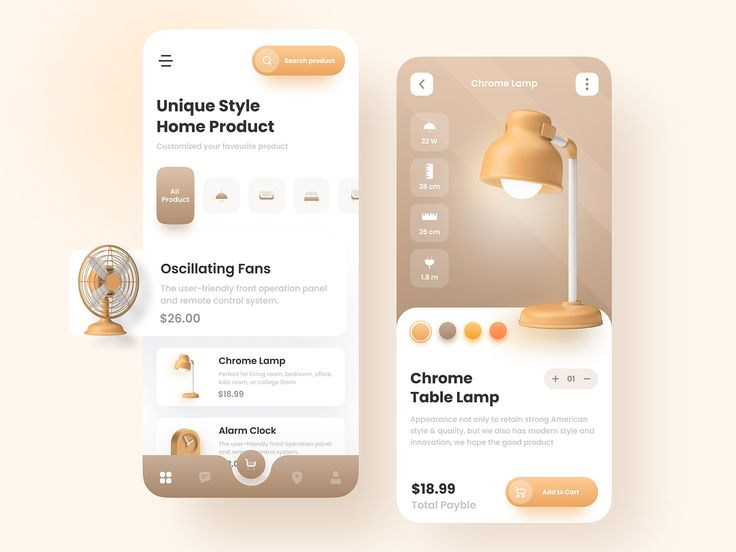 Search product
Unique Style
Home Product
Customized your favourite product
All
Product
Oscillating Fans
The user-friendly front operation panel
and remote control system.
$26.00
Chrome Lamp
Perfect for living room, bedroom, office,
kids room, or college Dorm
$18.99
Alarm Clock
The user-friendly front operation panel
and remote control system.
Chrome Lamp
22 W
28 cm
26 cm
1.8 m
Chrome
Table Lamp
+ 01 −
Appearance not only to retain strong American
style & quality, but we also has modern style and
innovation, we hope the good product
$18.99
Total Payble
Add to Cart